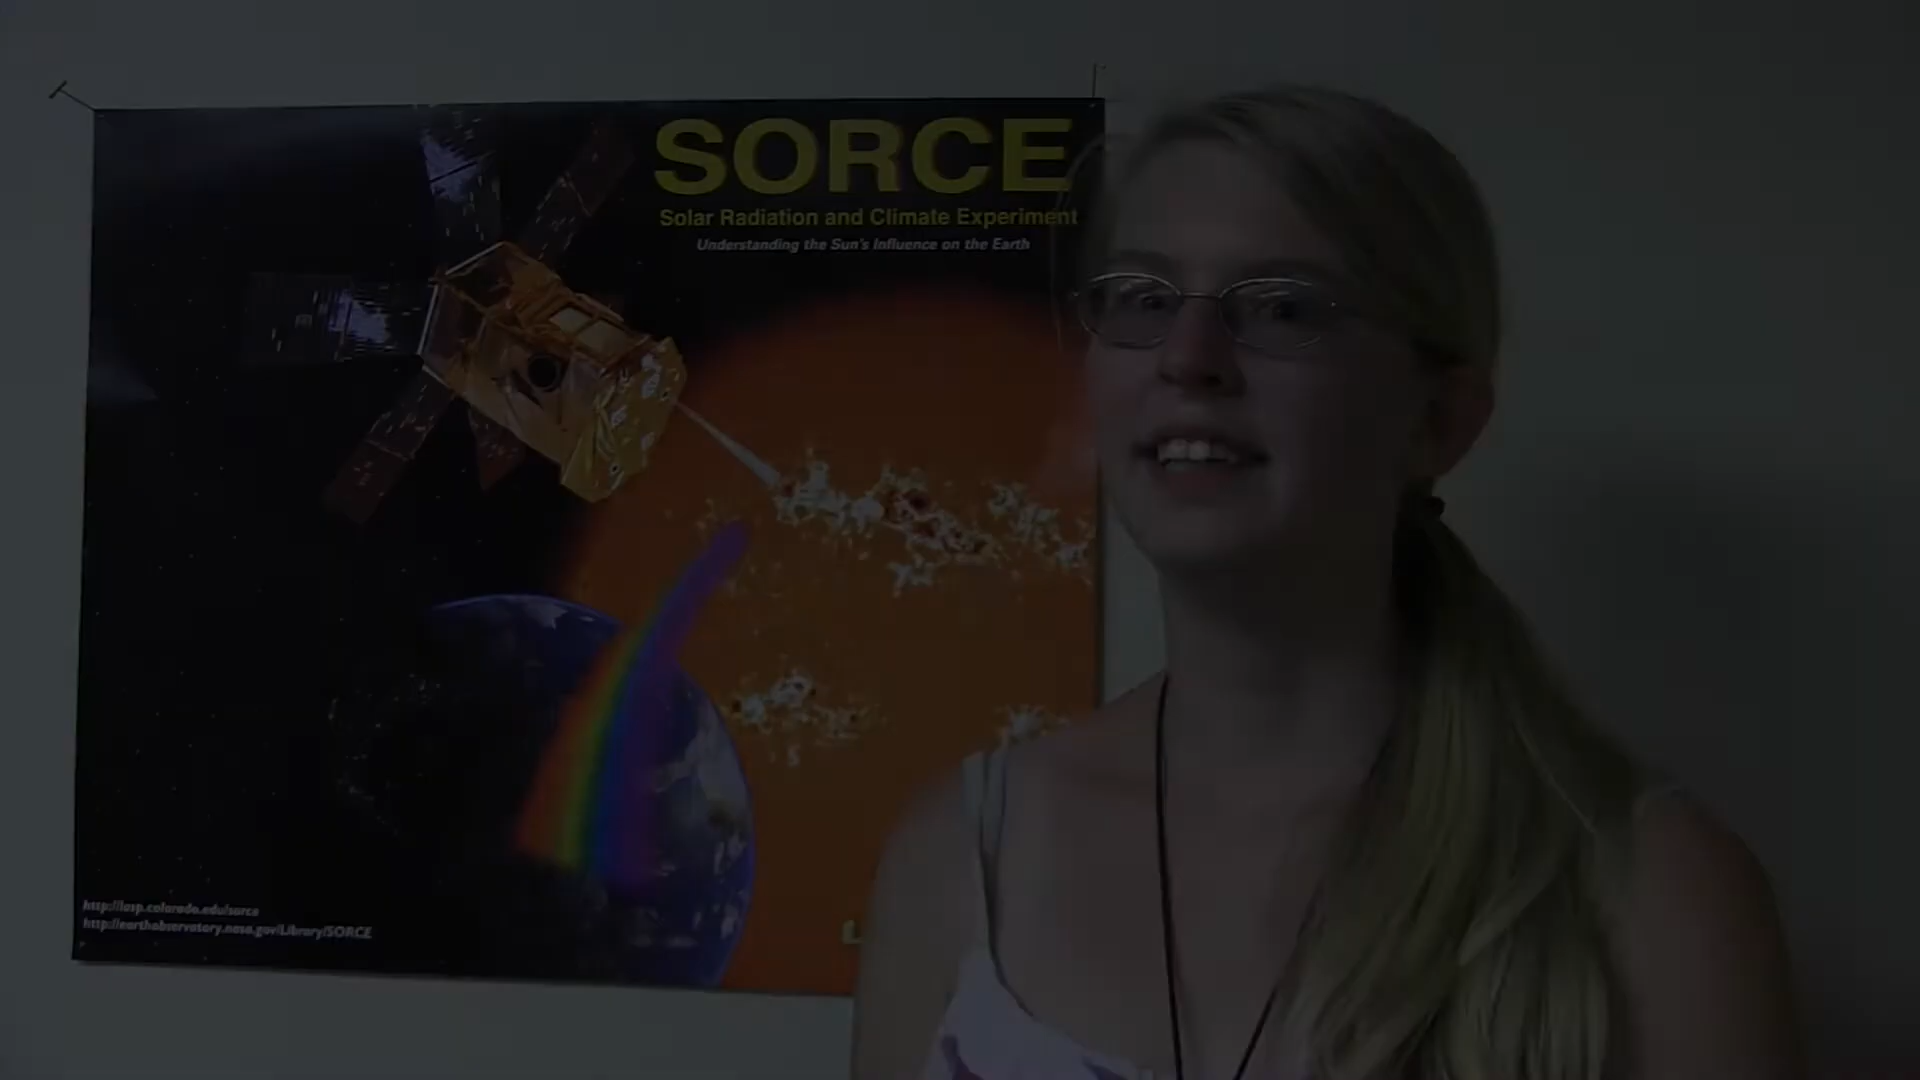 SORCE
Solar Radiation and Climate Experiment
Understanding the Sun's Influence on the Earth
http://lasp.colorado.edu/sorce
http://earthobservatory.nasa.gov/Library/SORCE
L